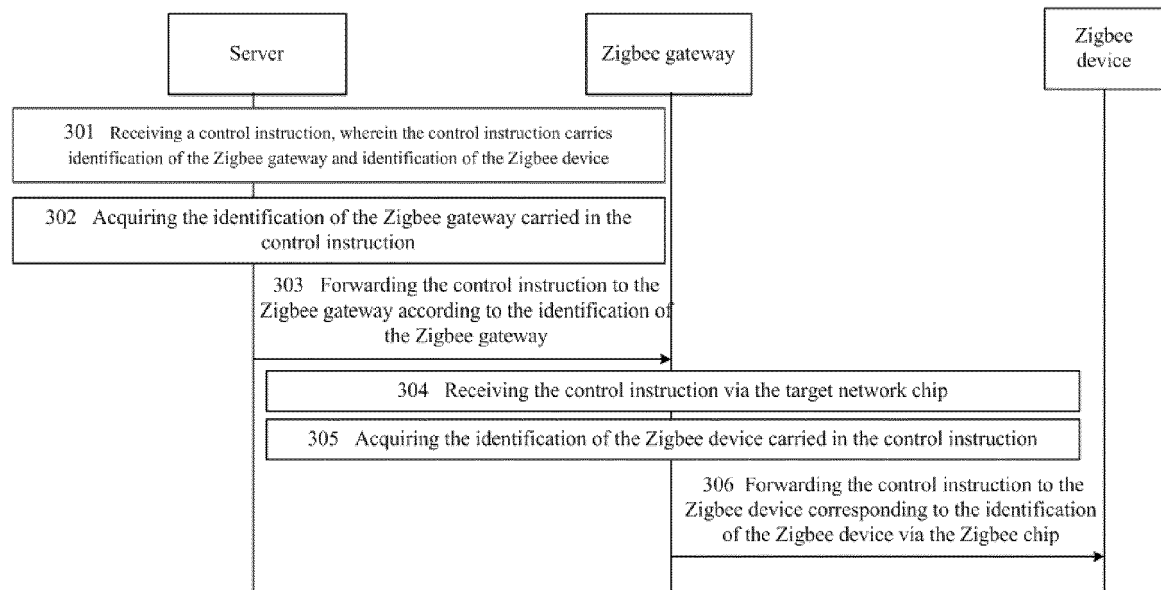 Server
Zigbee gateway
Zigbee
device
301 Receiving a control instruction, wherein the control instruction carries
identification of the Zigbee gateway and identification of the Zigbee device
302 Acquiring the identification of the Zigbee gateway carried in the
control instruction
303 Forwarding the control instruction to the
Zigbee gateway according to the identification of
the Zigbee gateway
304 Receiving the control instruction via the target network chip
305 Acquiring the identification of the Zigbee device carried in the control instruction
306 Forwarding the control instruction to the
Zigbee device corresponding to the identification
of the Zigbee device via the Zigbee chip